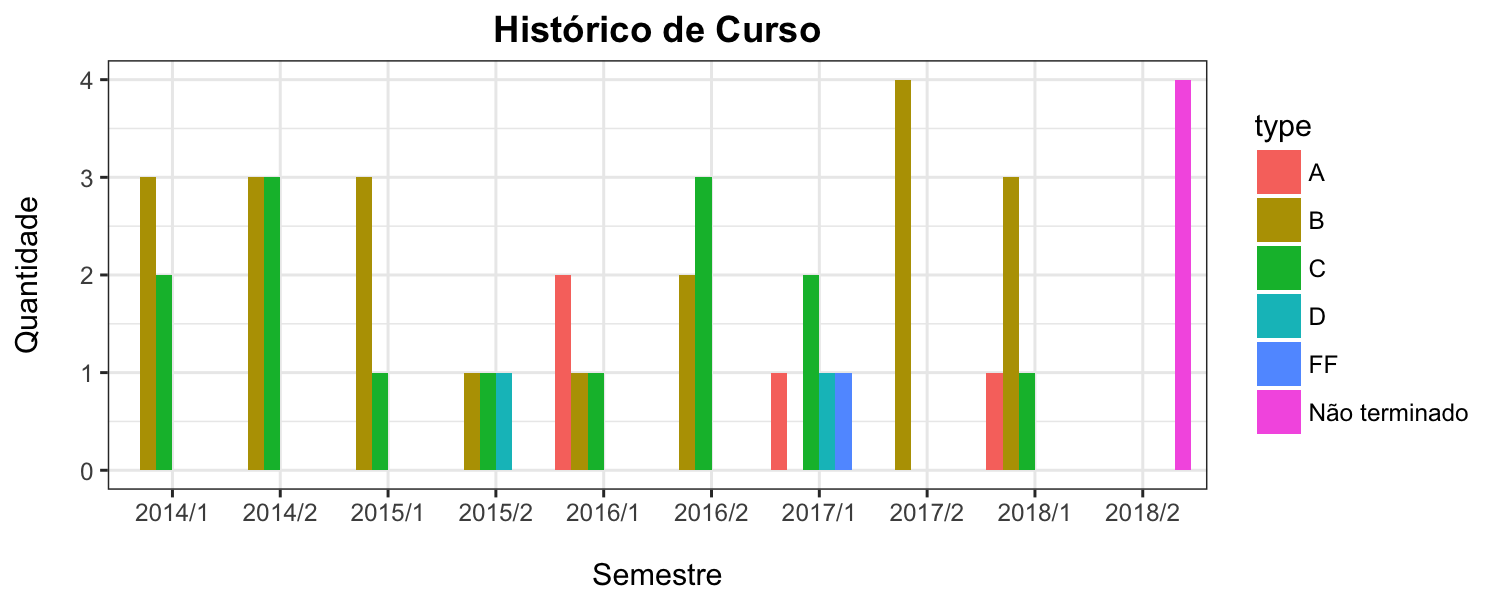 Histórico de Curso
Quantidade
4
3
2
1
0
2014/1 2014/2 2015/1 2015/2 2016/1 2016/2 2017/1 2017/2 2018/1 2018/2
Semestre
type
A
B
C
D
FF
Não terminado